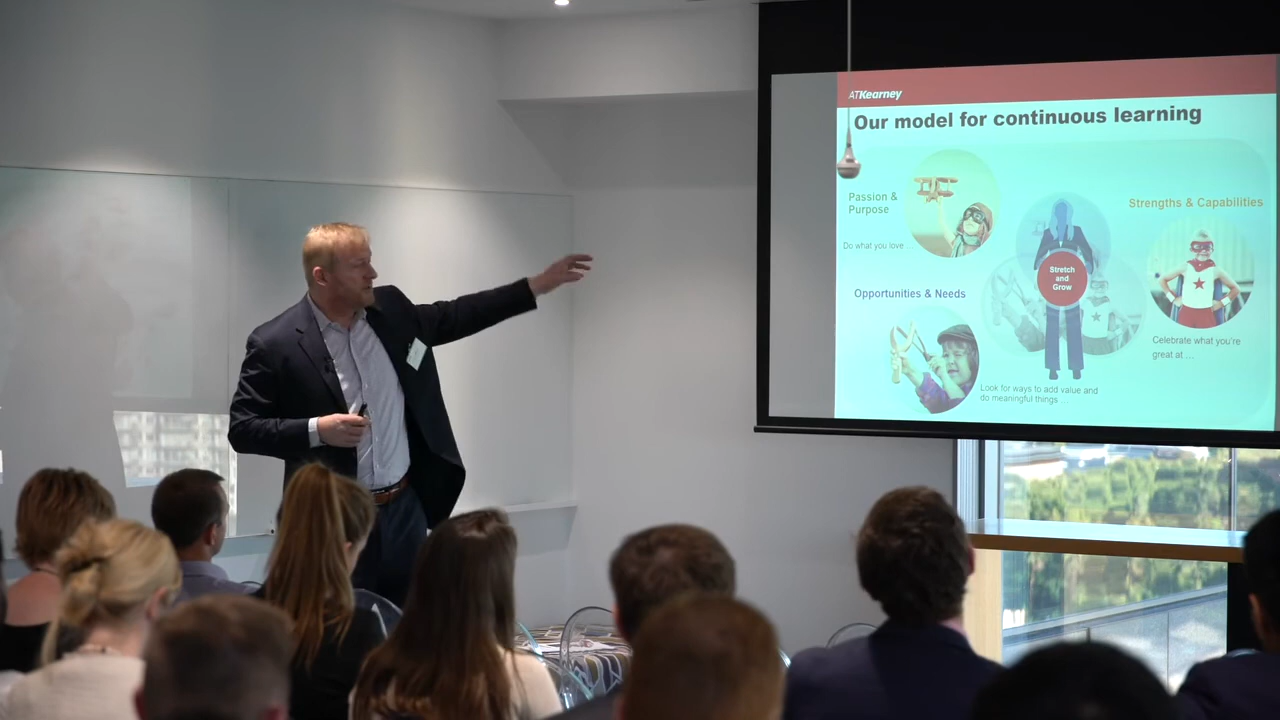 ATKearney
Our model for continuous learning
Passion &
Purpose
Do what you love ..
Strengths & Capabilities
Stretch
and
Grow
Opportunities & Needs
Celebrate what you're
great at ...
Look for ways to add value and
do meaningful things ...